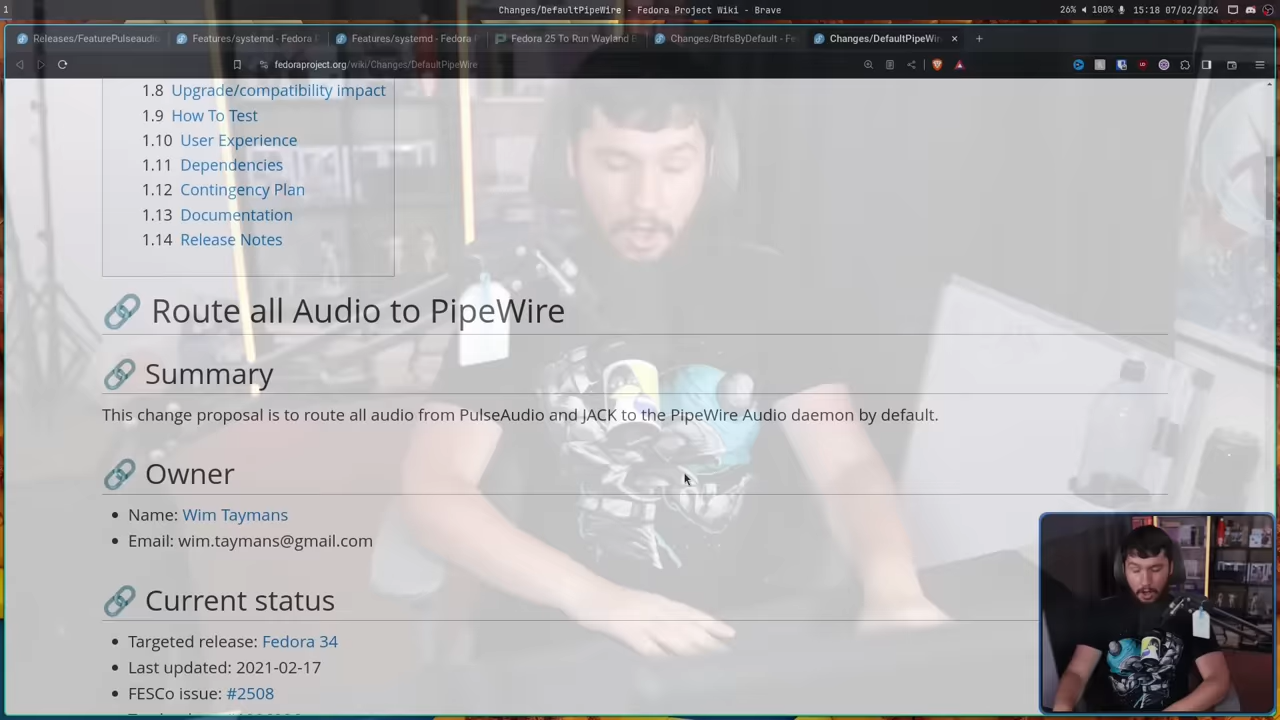 1
Changes/DefaultPipeWire - Fedora Project Wiki - Brave
26%
100%
15:18 07/02/2024
Releases/FeaturePulseaudio
Features/systemd - Fedora
Features/systemd - Fedora
Fedora 25 To Run Wayland
Changes/BtrfsByDefault - Fe
Changes/DefaultPipeWir
fedoraproject.org/wiki/Changes/DefaultPipeWire
1.8 Upgrade/compatibility impact
1.9 How To Test
1.10 User Experience
1.11 Dependencies
1.12 Contingency Plan
1.13 Documentation
1.14 Release Notes
Route all Audio to PipeWire
Summary
This change proposal is to route all audio from PulseAudio and JACK to the PipeWire Audio daemon by default.
Owner
Name: Wim Taymans
Email: wim.taymans@gmail.com
Current status
Targeted release: Fedora 34
Last updated: 2021-02-17
FESCo issue: #2508